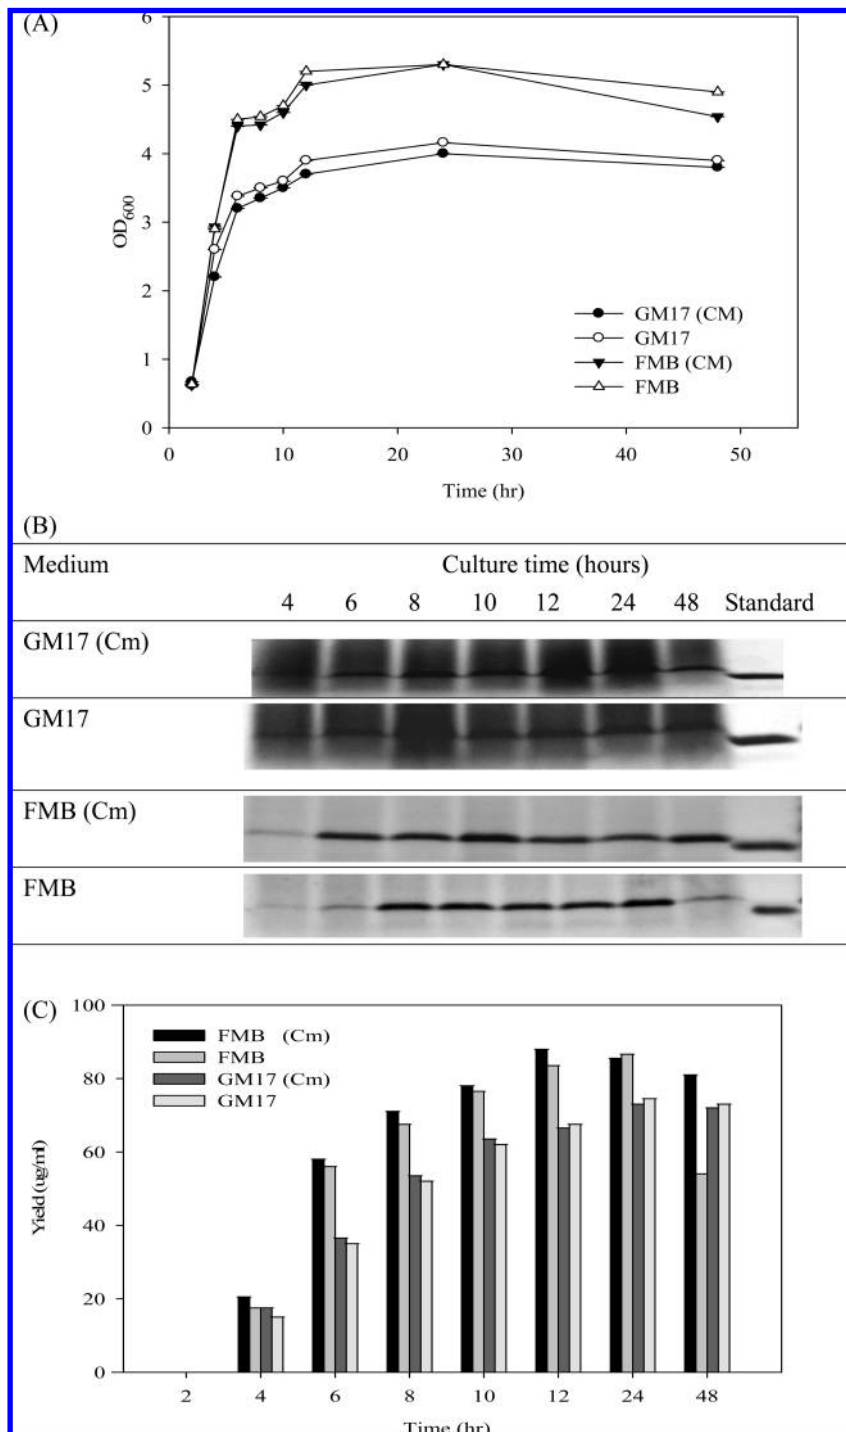 (A)
6
5
4
3
2
1
0
OD600
0 10 20 30 40 50
Time (hr)
GM17 (CM)
GM17
FMB (CM)
FMB
(B)
Medium Culture time (hours)
4 6 8 10 12 24 48 Standard
GM17 (Cm)
GM17
FMB (Cm)
FMB
(C)
100
80
60
40
20
0
Yield (ug/ml)
FMB (Cm)
FMB
GM17 (Cm)
GM17
2 4 6 8 10 12 24 48
Time (hr)